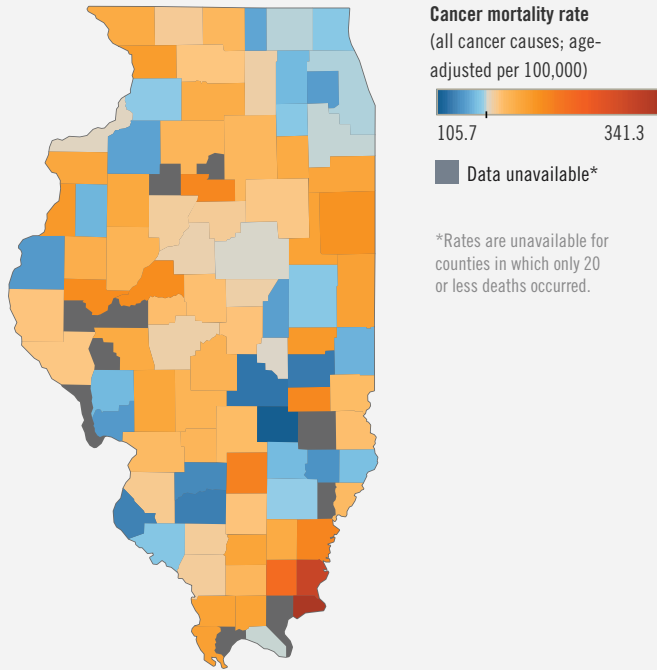 Cancer mortality rate
(all cancer causes; age-
adjusted per 100,000)
105.7 341.3
Data unavailable*
*Rates are unavailable for
counties in which only 20
or less deaths occurred.